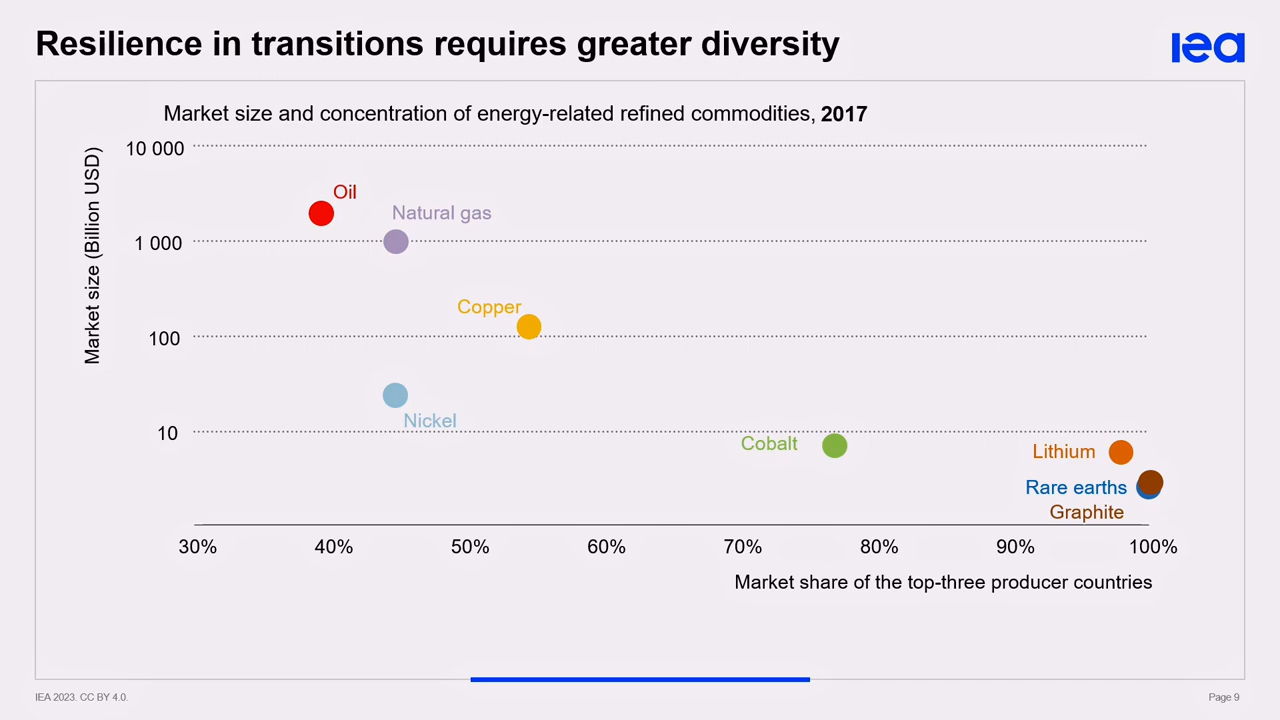 Resilience in transitions requires greater diversity
iea
Market size and concentration of energy-related refined commodities, 2017
Market size (Billion USD)
10 000
Oil
Natural gas
1 000
Copper
100
Nickel
10
Cobalt
Lithium
Rare earths
Graphite
30% 40% 50% 60% 70% 80% 90% 100%
Market share of the top-three producer countries
IEA 2023. CC BY 4.0.
Page 9